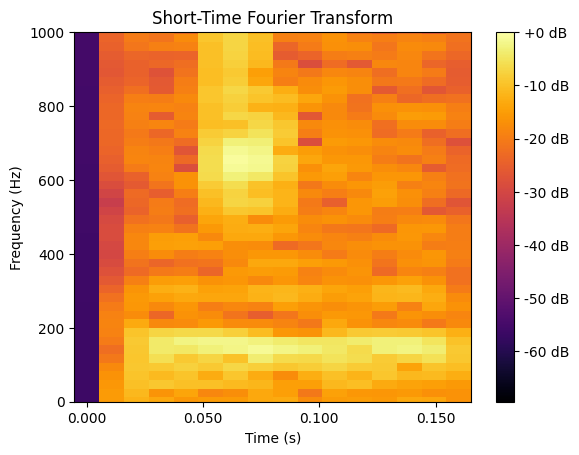 Short-Time Fourier Transform
1000
800
600
400
200
0
Frequency (Hz)
0.000
0.050
0.100
0.150
Time (s)
+0 dB
-10 dB
-20 dB
-30 dB
-40 dB
-50 dB
-60 dB